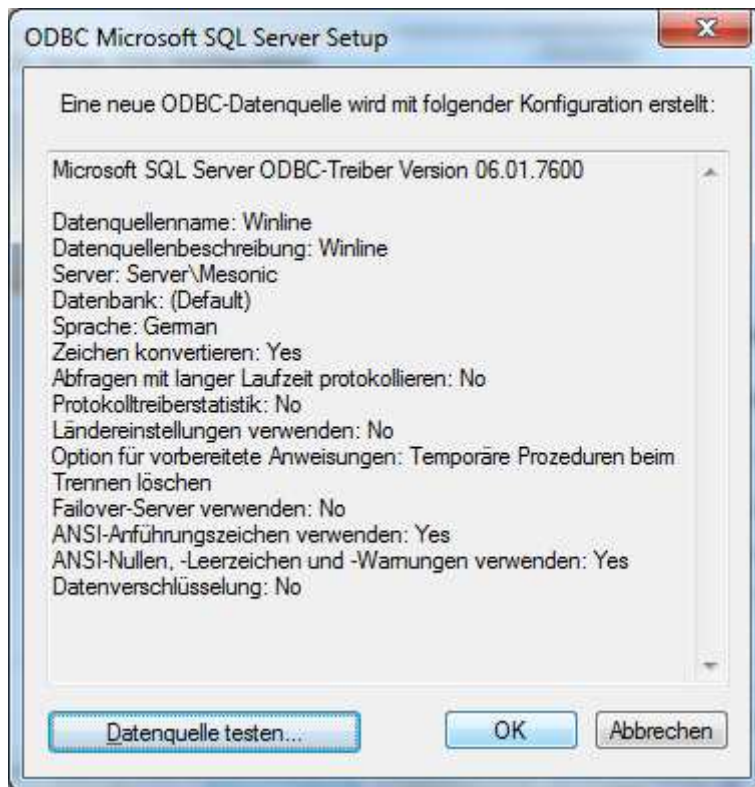 ODBC Microsoft SQL Server Setup
Eine neue ODBC-Datenquelle wird mit folgender Konfiguration erstellt:
Microsoft SQL Server ODBC-Treiber Version 06.01.7600
Datenquellenname: Winline
Datenquellenbeschreibung: Winline
Server: Server\Mesonic
Datenbank: (Default)
Sprache: German
Zeichen konvertieren: Yes
Abfragen mit langer Laufzeit protokollieren: No
Protokolltreiberstatistik: No
Ländereinstellungen verwenden: No
Option für vorbereitete Anweisungen: Temporäre Prozeduren beim
Trennen löschen
Failover-Server verwenden: No
ANSI-Anführungszeichen verwenden: Yes
ANSI-Nullen, -Leerzeichen und -Warnungen verwenden: Yes
Datenverschlüsselung: No
Datenquelle testen...
OK
Abbrechen